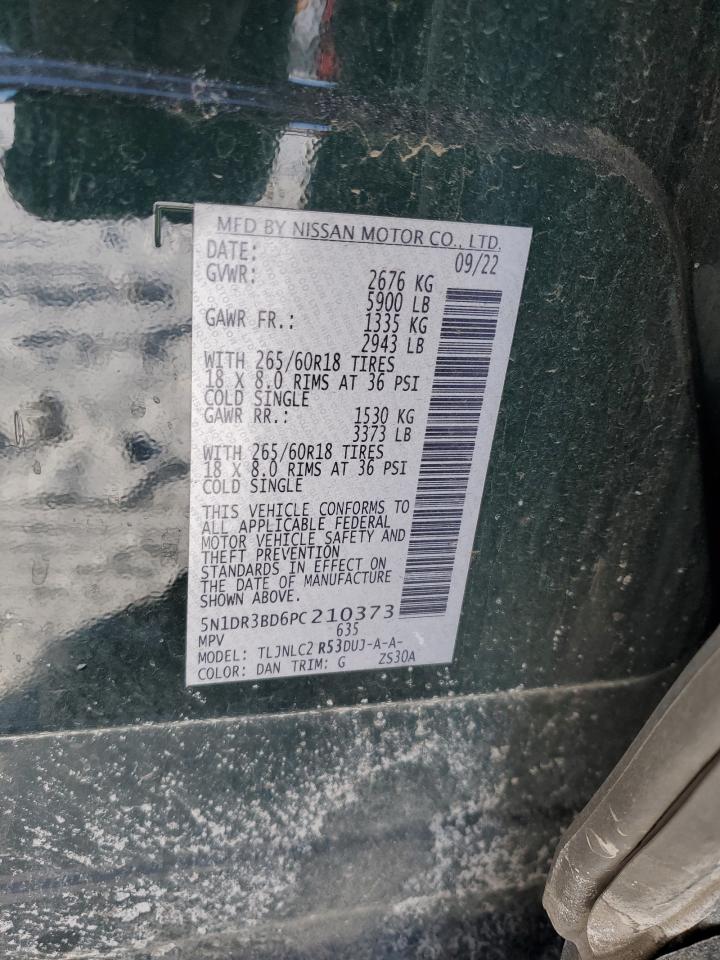 MFD BY NISSAN MOTOR CO., LTD.
DATE: 09/22
GVWR: 2676 KG
5900 LB
GAWR FR.: 1335 KG
2943 LB
WITH 265/60R18 TIRES
18 X 8.0 RIMS AT 36 PSI
COLD SINGLE
GAWR RR.: 1530 KG
3373 LB
WITH 265/60R18 TIRES
18 X 8.0 RIMS AT 36 PSI
COLD SINGLE
THIS VEHICLE CONFORMS TO
ALL APPLICABLE FEDERAL
MOTOR VEHICLE SAFETY AND
THEFT PREVENTION
STANDARDS IN EFFECT ON
THE DATE OF MANUFACTURE
SHOWN ABOVE.
5N1DR3BD6PC210373
MPV 635
MODEL: TLJNLC2 R53DUJ-A-A-
COLOR: DAN TRIM: G ZS30A